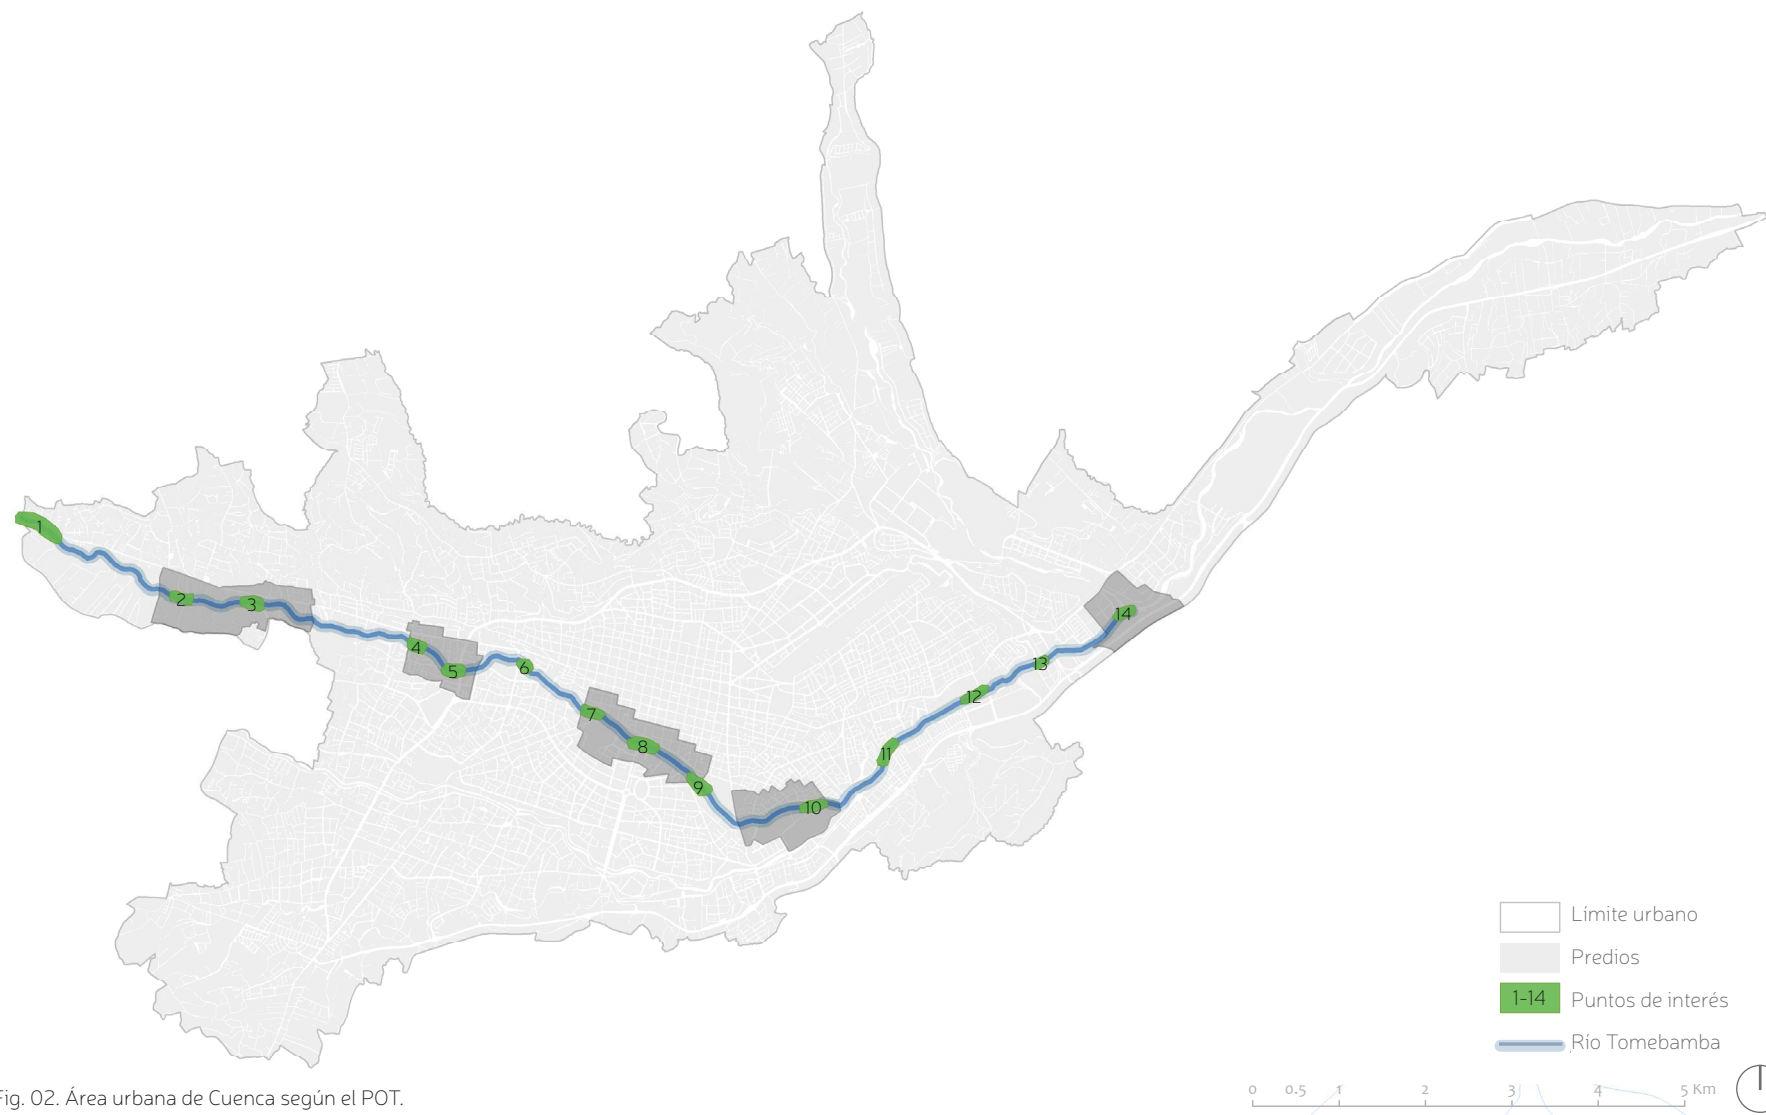 1
2
3
4
5
6
7
8
9
10
11
12
13
14
Límite urbano
Predios
1-14 Puntos de interés
Río Tomebamba
0 0.5 1 2 3 4 5 Km
Fig. 02. Área urbana de Cuenca según el POT.